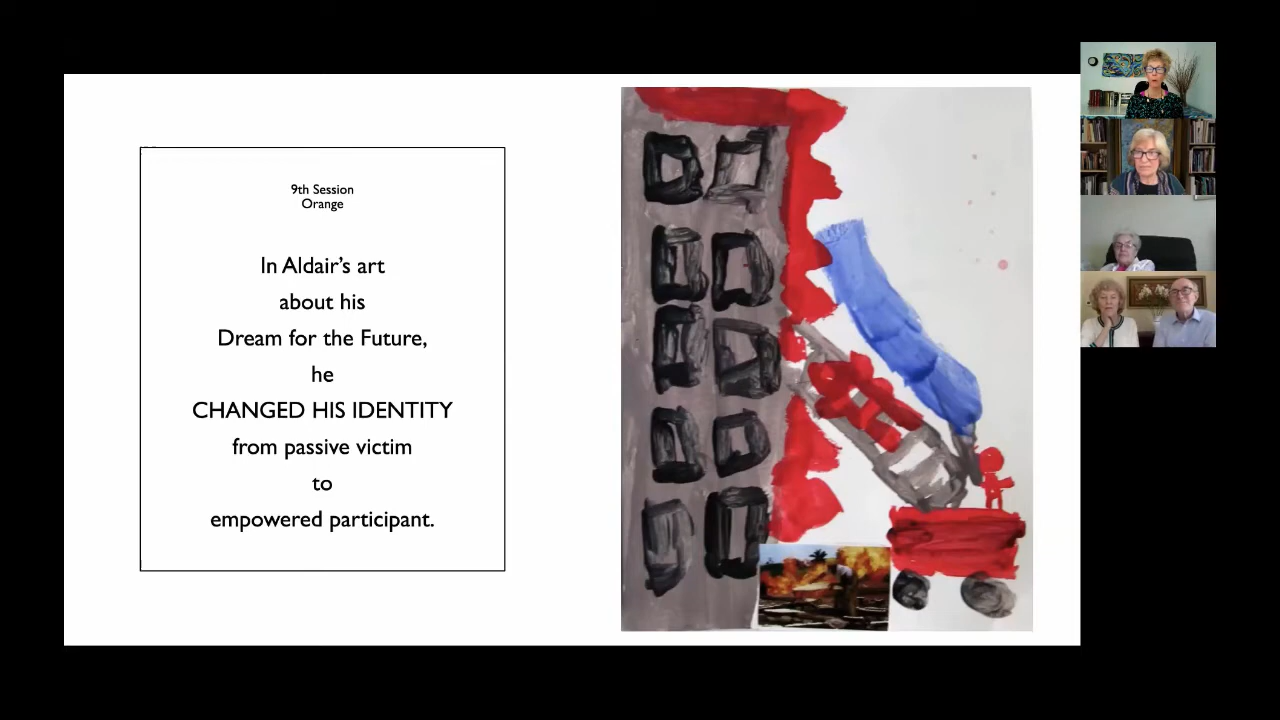 9th Session
Orange
In Aldair’s art
about his
Dream for the Future,
he
CHANGED HIS IDENTITY
from passive victim
to
empowered participant.